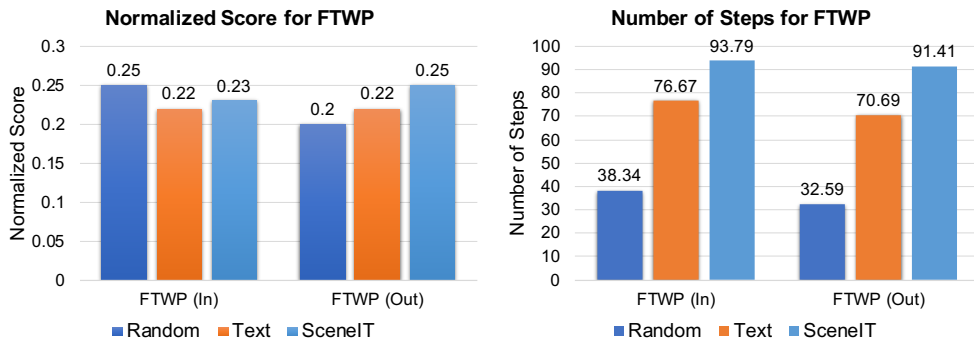 Normalized Score for FTWP
0.3
0.25
0.2
0.15
0.1
0.05
0
Normalized Score
0.25
0.22
0.23
0.2
0.22
0.25
FTWP (In)
FTWP (Out)
Random
Text
SceneIT
Number of Steps for FTWP
100
90
80
70
60
50
40
30
20
10
0
Number of Steps
38.34
76.67
93.79
32.59
70.69
91.41
FTWP (In)
FTWP (Out)
Random
Text
SceneIT